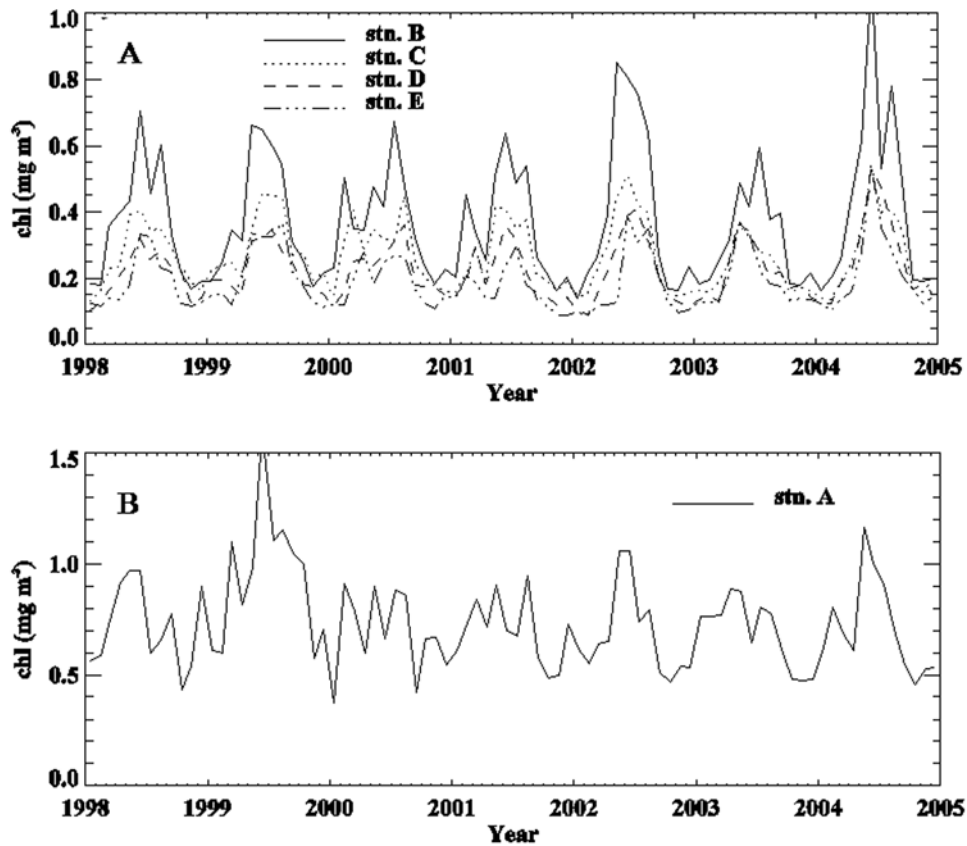 A
stn. B
stn. C
stn. D
stn. E
chl (mg m⁻³)
1.0
0.8
0.6
0.4
0.2
0.0
1998 1999 2000 2001 2002 2003 2004 2005
Year
B
stn. A
chl (mg m⁻³)
1.5
1.0
0.5
0.0
1998 1999 2000 2001 2002 2003 2004 2005
Year